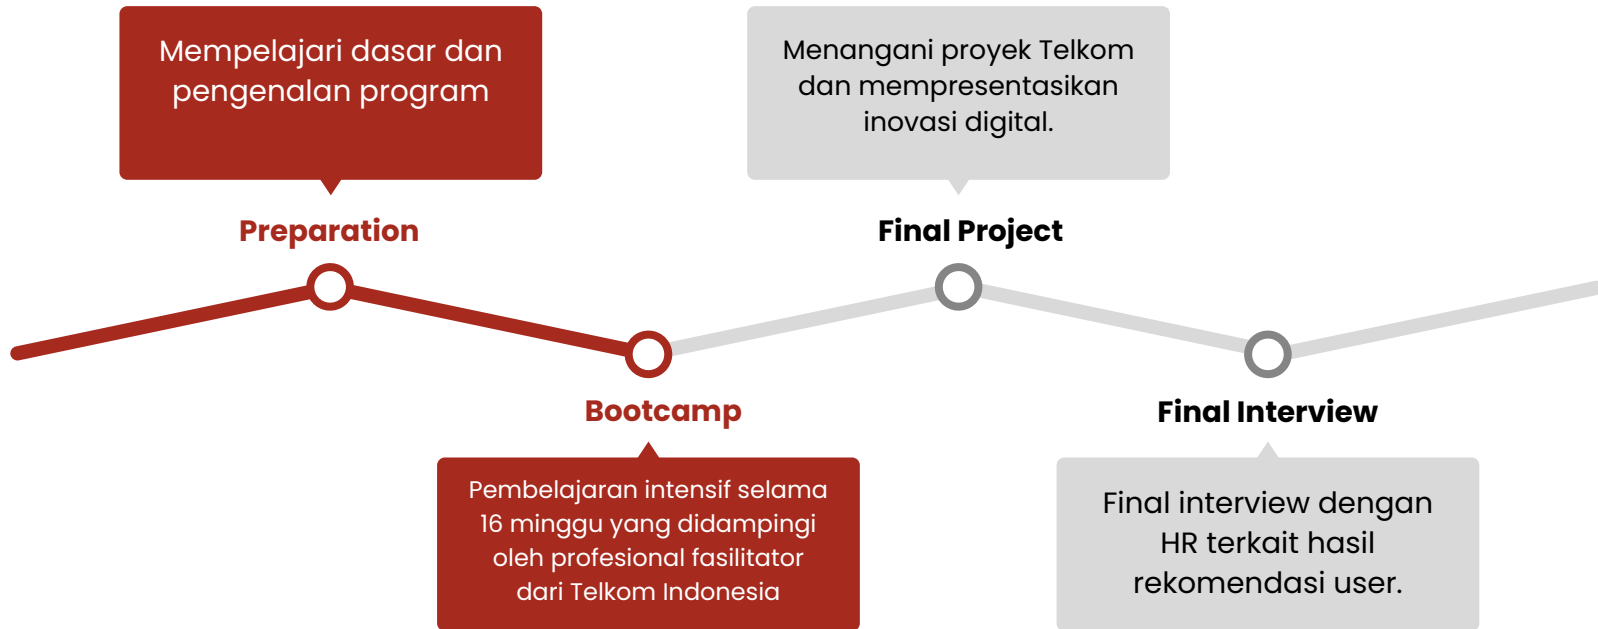 Mempelajari dasar dan
pengenalan program
Preparation
Bootcamp
Pembelajaran intensif selama
16 minggu yang didampingi
oleh profesional fasilitator
dari Telkom Indonesia
Menangani proyek Telkom
dan mempresentasikan
inovasi digital.
Final Project
Final Interview
Final interview dengan
HR terkait hasil
rekomendasi user.